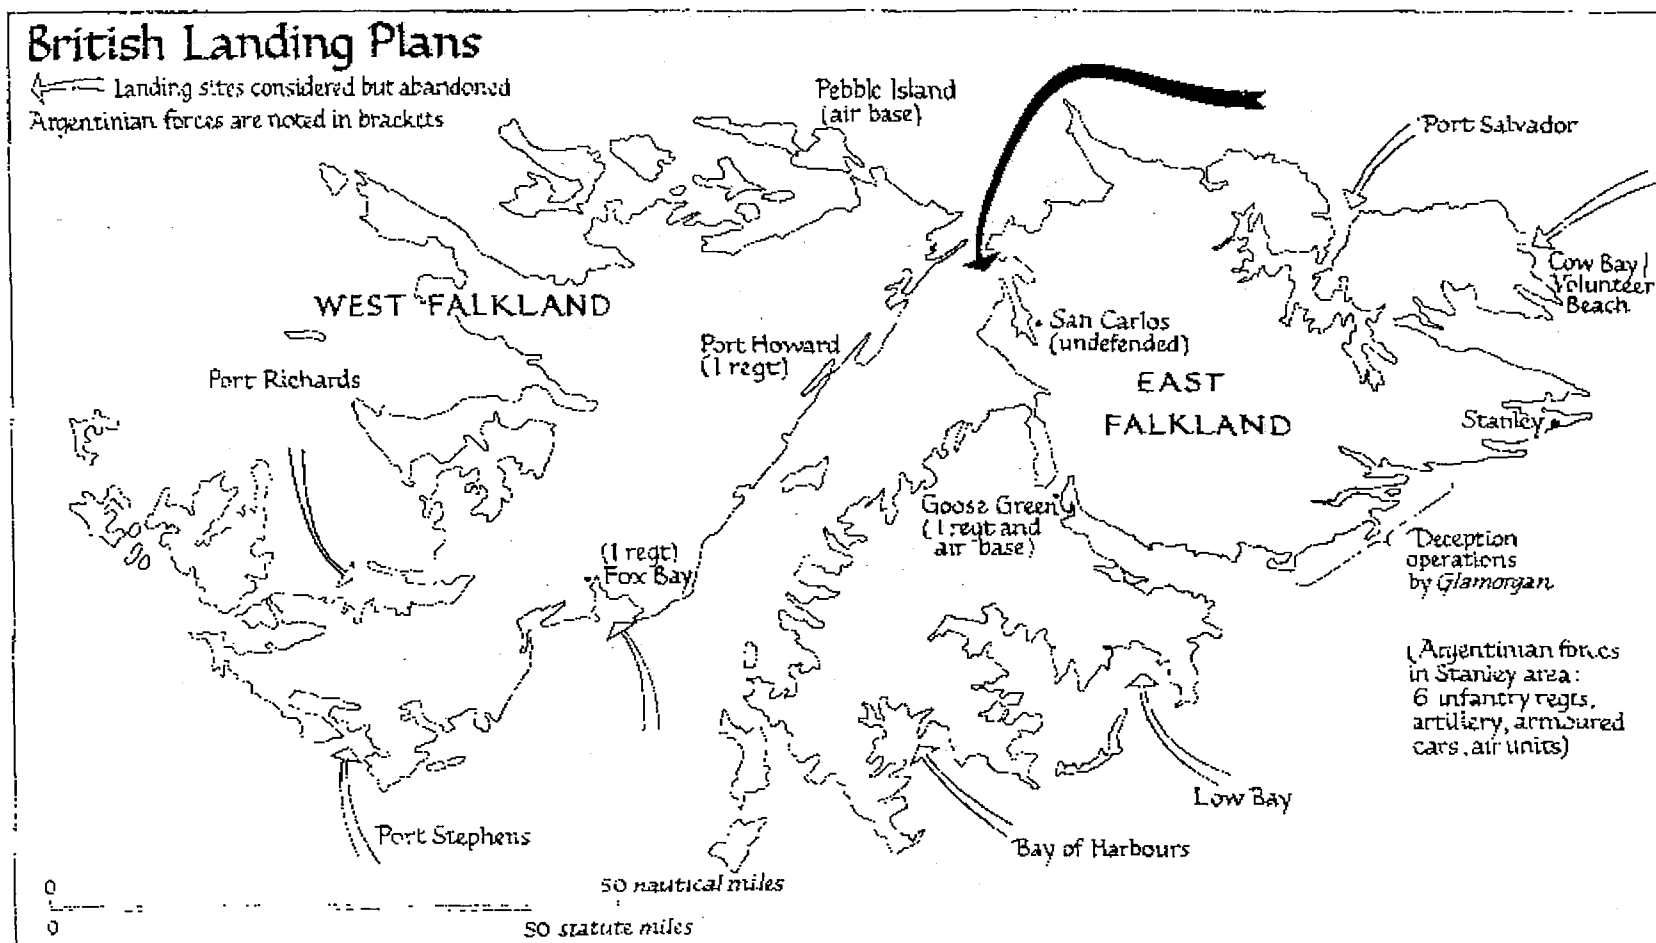 British Landing Plans
Landing sites considered but abandoned
Argentinian forces are noted in brackets
Pebble Island
(air base)
Port Salvador
Cow Bay/
Volunteer
Beach
WEST FALKLAND
San Carlos
(undefended)
Port Howard
(1 regt)
Port Richards
EAST
FALKLAND
Stanley
Goose Green
(1 regt and
air base)
Deception
operations
by Glamorgan
(1 regt)
Fox Bay
(Argentinian forces
in Stanley area:
6 infantry regts,
artillery, armoured
cars, air units)
Low Bay
Port Stephens
Bay of Harbours
0
50 nautical miles
0
50 statute miles